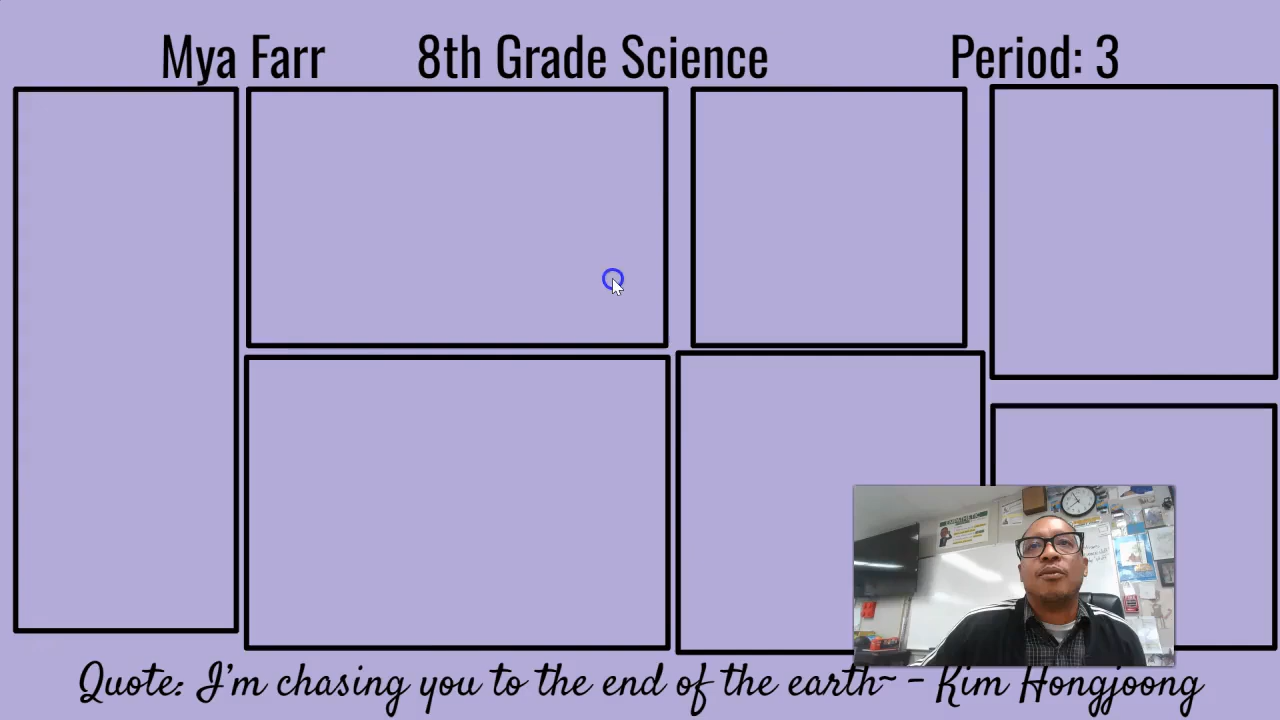 Mya Farr 8th Grade Science Period: 3
Quote: I'm chasing you to the end of the earth~ - Kim Hongjoong